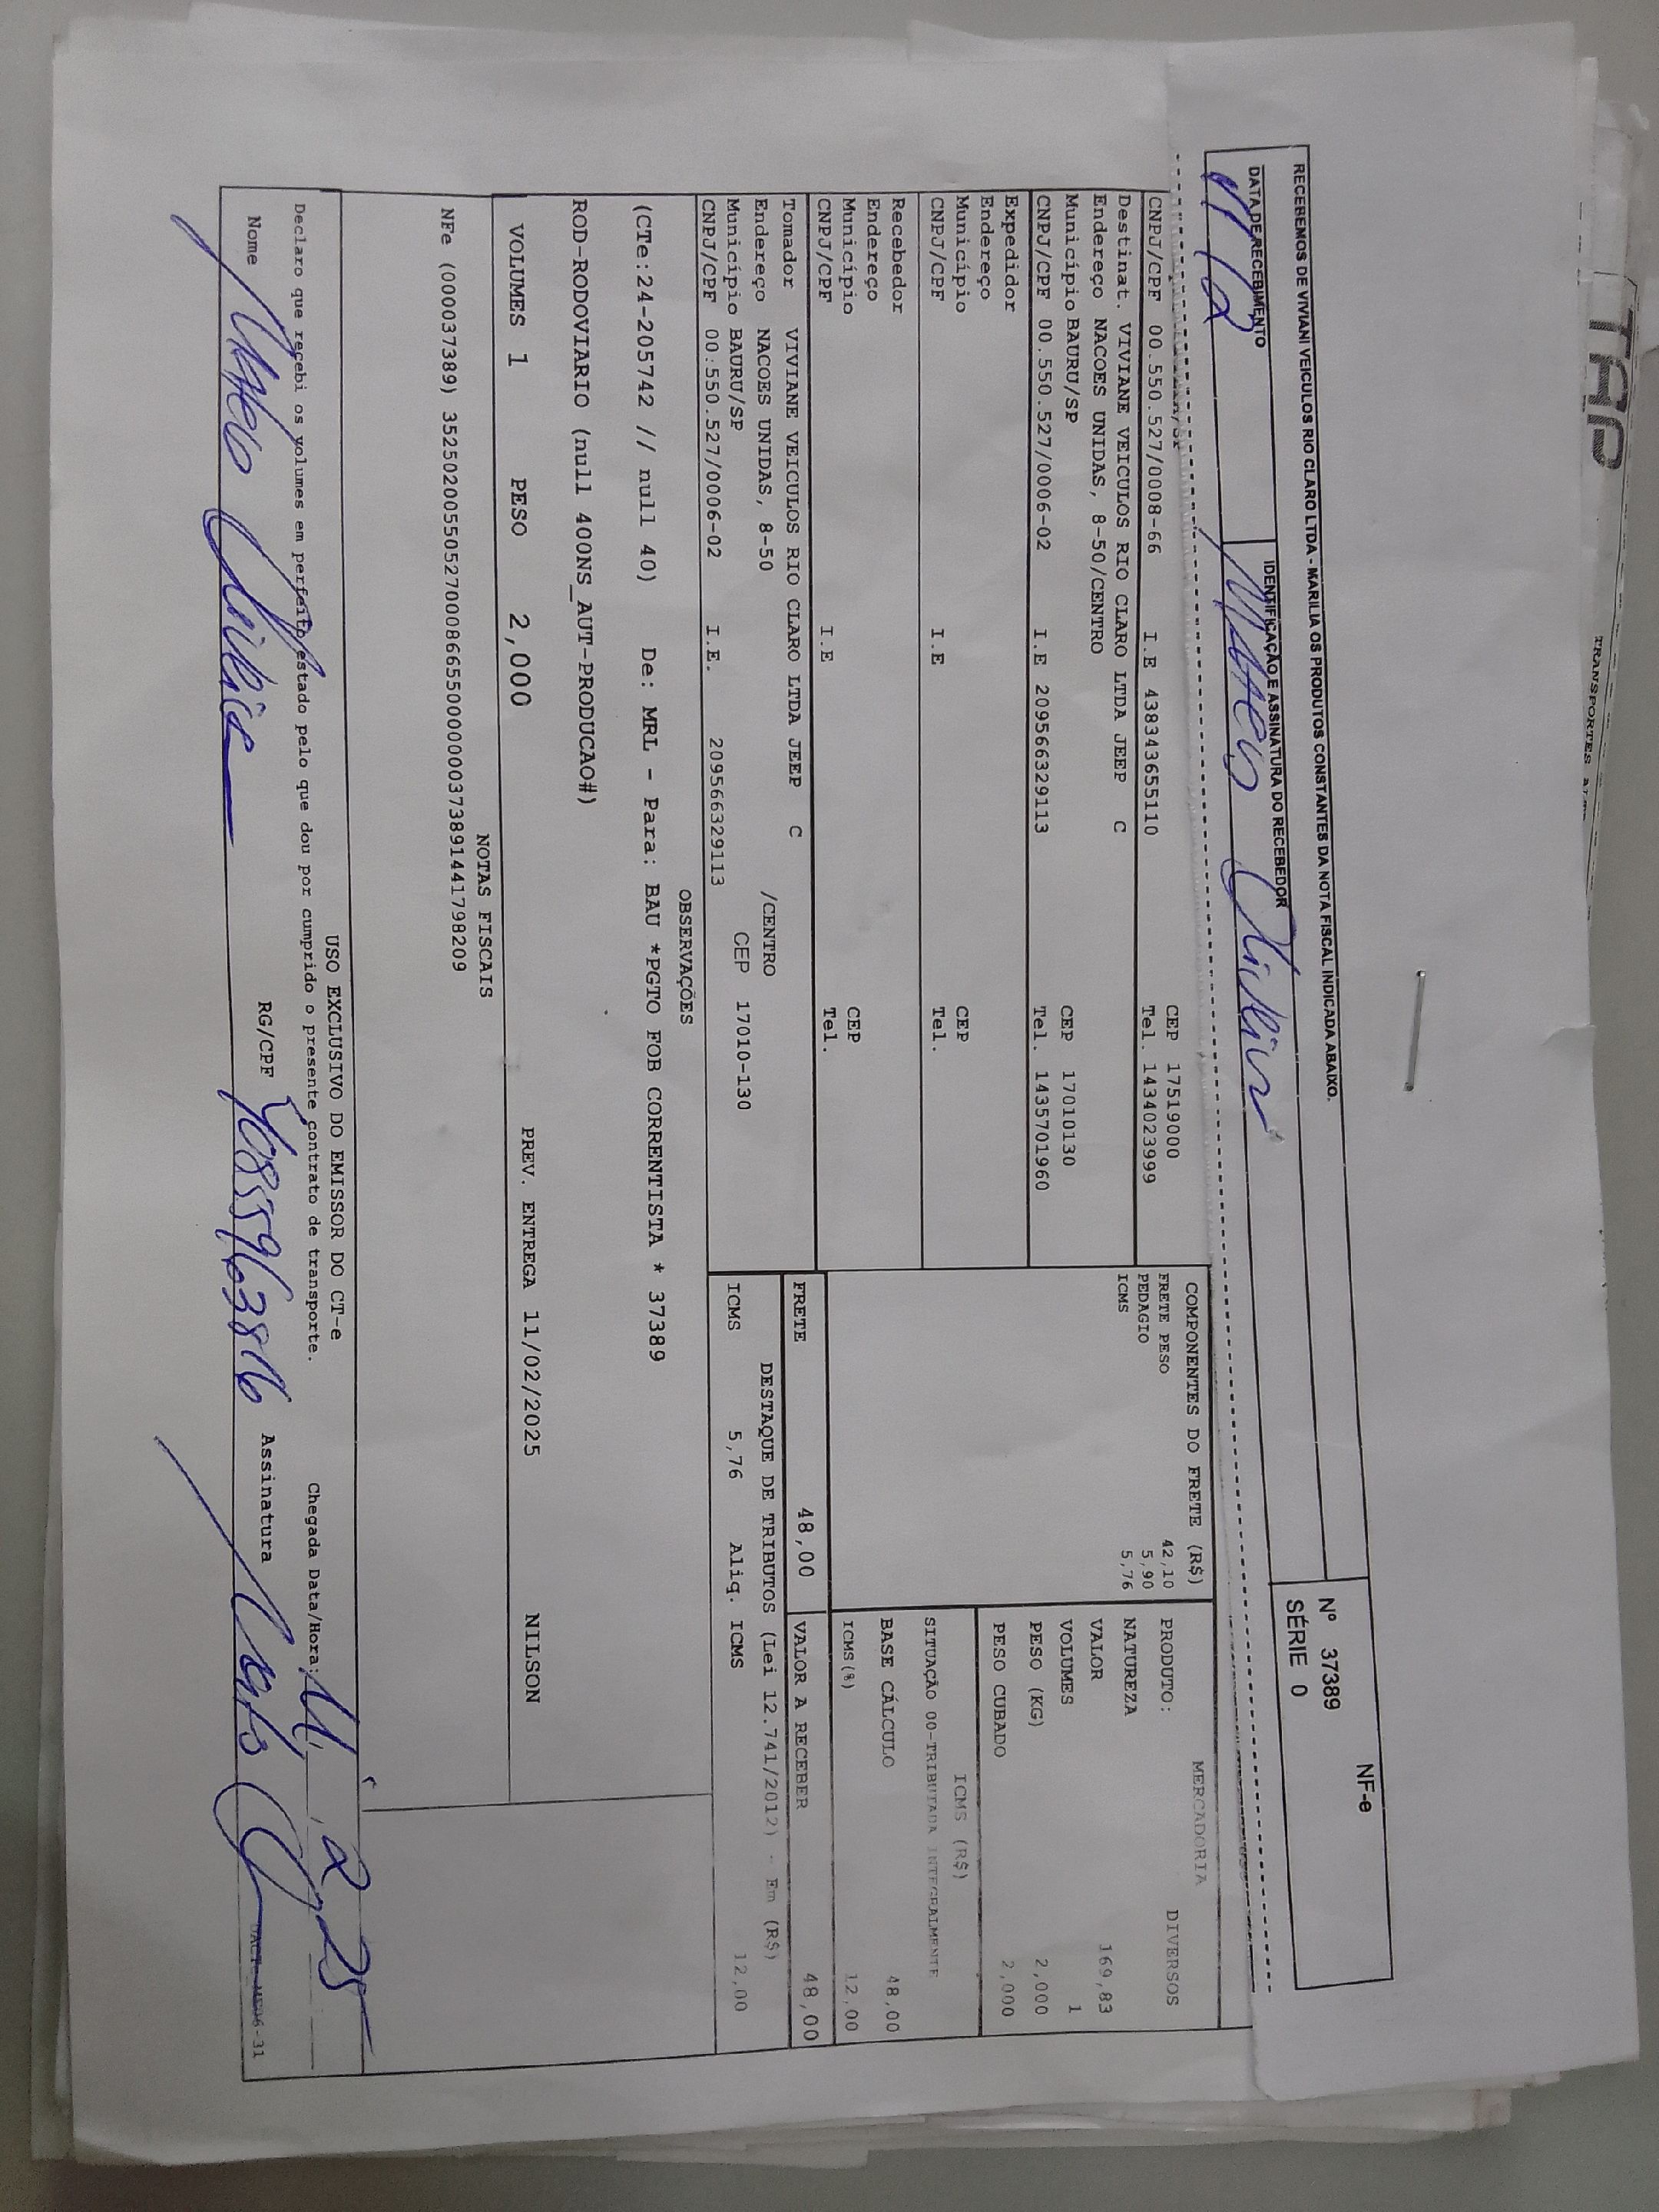 TAP
TRANSPORTES
RECEBEMOS DE VIVIANI VEICULOS RIO CLARO LTDA - MARILIA OS PRODUTOS CONSTANTES DA NOTA FISCAL INDICADA ABAIXO.
NF-e
Nº 37389
SÉRIE 0
DATA DE RECEBIMENTO
IDENTIFICAÇÃO E ASSINATURA DO RECEBEDOR
11/2
CNPJ/CPF 00.550.527/0008-66 I.E 438343655110 CEP 17519000
Tel. 1434023999
Destinat. VIVIANE VEICULOS RIO CLARO LTDA JEEP C
Endereço NACOES UNIDAS, 8-50/CENTRO
Município BAURU/SP CEP 17010130
CNPJ/CPF 00.550.527/0006-02 I.E 209566329113 Tel. 1435701960
Expedidor
Endereço
Município CEP
CNPJ/CPF I.E Tel.
Recebedor
Endereço
Município CEP
CNPJ/CPF I.E Tel.
Tomador VIVIANE VEICULOS RIO CLARO LTDA JEEP C
Endereço NACOES UNIDAS, 8-50 /CENTRO
Município BAURU/SP CEP 17010-130
CNPJ/CPF 00.550.527/0006-02 I.E. 209566329113
COMPONENTES DO FRETE (R$)
FRETE PESO 42,10
PEDAGIO 5,90
ICMS 5,76
MERCADORIA
PRODUTO: DIVERSOS
NATUREZA
VALOR 169,83
VOLUMES 1
PESO (KG) 2,000
PESO CUBADO 2,000
ICMS (R$)
SITUAÇÃO 00-TRIBUTADA INTEGRALMENTE
BASE CÁLCULO 48,00
ICMS(%) 12,00
FRETE 48,00 VALOR A RECEBER 48,00
DESTAQUE DE TRIBUTOS (Lei 12.741/2012) - Em (R$)
ICMS 5,76 Aliq. ICMS 12,00
OBSERVAÇÕES
(CTe:24-205742 // null 40) De: MRL - Para: BAU *PGTO FOB CORRENTISTA * 37389
ROD-RODOVIARIO (null 400NS_AUT-PRODUCAO#)
VOLUMES 1 PESO 2,000 PREV. ENTREGA 11/02/2025 NILSON
NOTAS FISCAIS
NFe (000037389) 35250200550527000866550000000373891441798209
USO EXCLUSIVO DO EMISSOR DO CT-e
Declaro que recebi os volumes em perfeito estado pelo que dou por cumprido o presente contrato de transporte.
Chegada Data/Hora: 11, 2, 25
Nome RG/CPF Assinatura